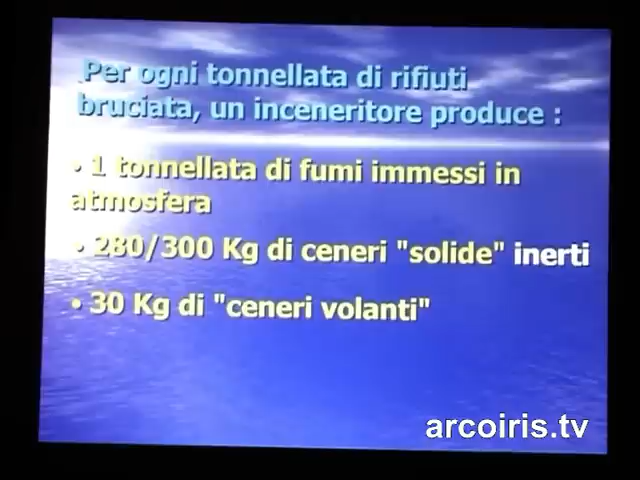 Per ogni tonnellata di rifiuti
bruciata, un inceneritore produce :
• 1 tonnellata di fumi immessi in
atmosfera
• 280/300 Kg di ceneri "solide" inerti
• 30 Kg di "ceneri volanti"
arcoiris.tv